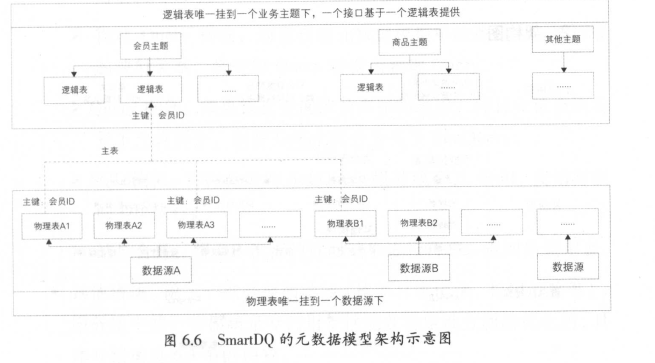 逻辑表唯一挂到一个业务主题下，一个接口基于一个逻辑表提供
会员主题 商品主题 其他主题
逻辑表 逻辑表 …… 逻辑表 …… ……
主键：会员ID
主表
主键：会员ID 主键：会员ID 主键：会员ID
物理表A1 物理表A2 物理表A3 …… 物理表B1 物理表B2 …… ……
数据源A 数据源B 数据源
物理表唯一挂到一个数据源下
图 6.6 SmartDQ 的元数据模型架构示意图